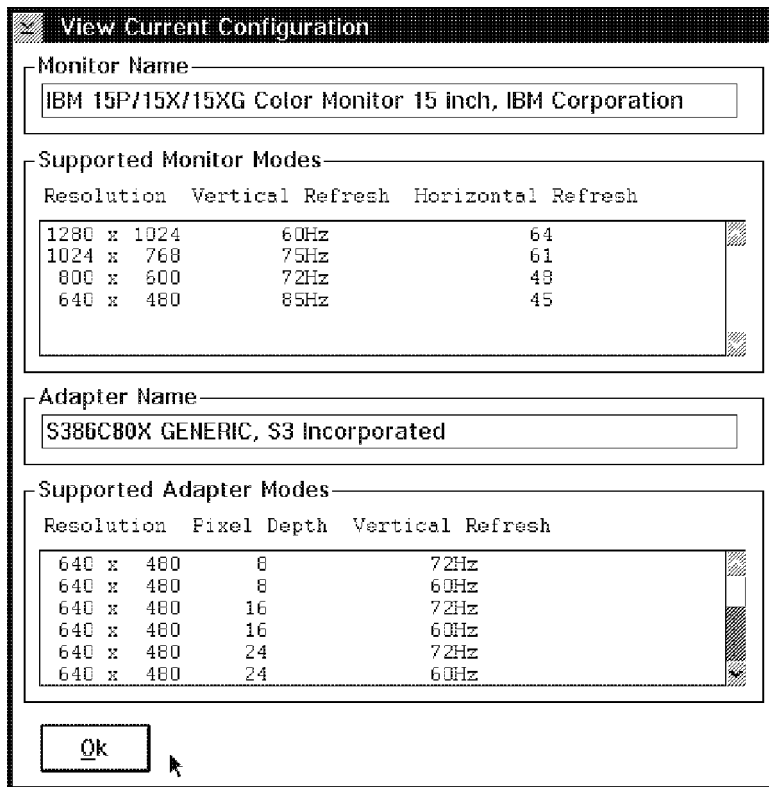 View Current Configuration
Monitor Name
IBM 15P/15X/15XG Color Monitor 15 inch, IBM Corporation
Supported Monitor Modes
Resolution Vertical Refresh Horizontal Refresh
1280 x 1024 60Hz 64
1024 x 768 75Hz 61
800 x 600 72Hz 48
640 x 480 85Hz 45
Adapter Name
S386C80X GENERIC, S3 Incorporated
Supported Adapter Modes
Resolution Pixel Depth Vertical Refresh
640 x 480 8 72Hz
640 x 480 8 60Hz
640 x 480 16 72Hz
640 x 480 16 60Hz
640 x 480 24 72Hz
640 x 480 24 60Hz
Ok